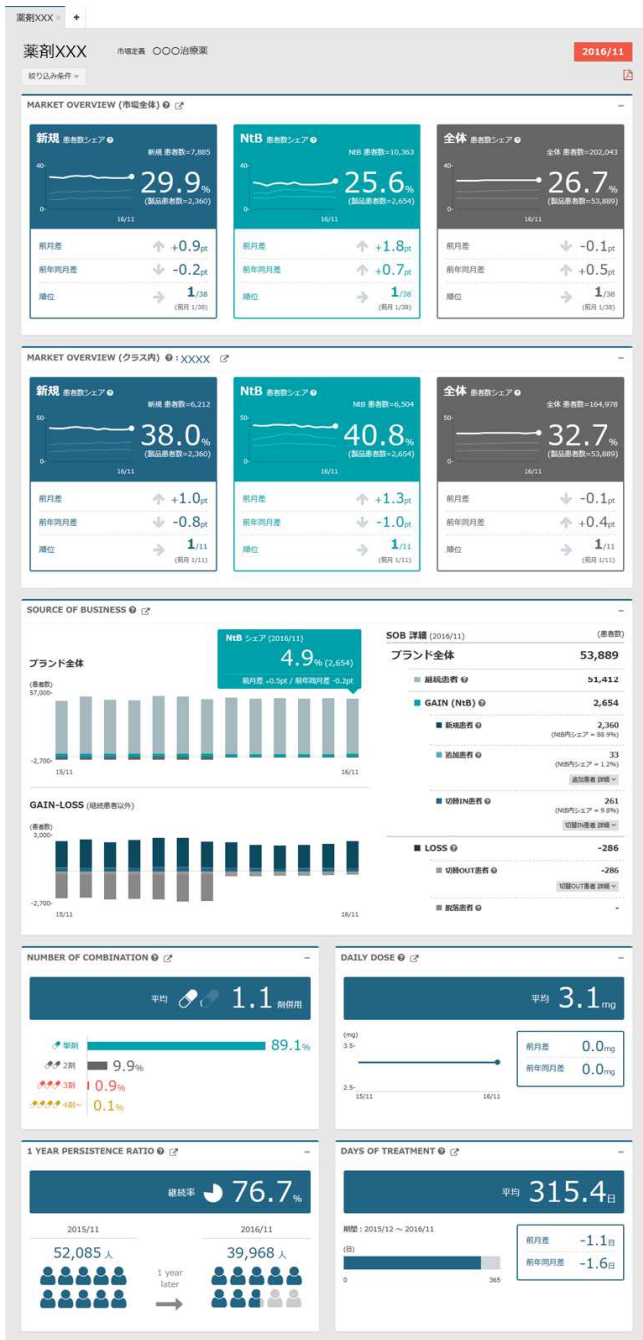 薬剤XXX × +
薬剤XXX 市場定義 〇〇〇治療薬 2016/11
絞り込み条件
MARKET OVERVIEW (市場全体)
新規 患者数シェア
新規 患者数=7,885
40-
29.9%
(製品患者数=2,360)
0-
16/11
前月差 +0.9pt
前年同月差 -0.2pt
順位 1/38
(前月 1/38)
NtB 患者数シェア
NtB 患者数=10,363
40-
25.6%
(製品患者数=2,654)
0-
16/11
前月差 +1.8pt
前年同月差 +0.7pt
順位 1/38
(前月 1/38)
全体 患者数シェア
全体 患者数=202,043
40-
26.7%
(製品患者数=53,889)
0-
16/11
前月差 -0.1pt
前年同月差 +0.5pt
順位 1/38
(前月 1/38)
MARKET OVERVIEW (クラス内) : XXXX
新規 患者数シェア
新規 患者数=6,212
50-
38.0%
(製品患者数=2,360)
0-
16/11
前月差 +1.0pt
前年同月差 -0.8pt
順位 1/11
(前月 1/11)
NtB 患者数シェア
NtB 患者数=6,504
50-
40.8%
(製品患者数=2,654)
0-
16/11
前月差 +1.3pt
前年同月差 -1.0pt
順位 1/11
(前月 1/11)
全体 患者数シェア
全体 患者数=164,978
50-
32.7%
(製品患者数=53,889)
0-
16/11
前月差 -0.1pt
前年同月差 +0.4pt
順位 1/11
(前月 1/11)
SOURCE OF BUSINESS
NtB シェア (2016/11)
4.9% (2,654)
前月差 +0.5pt / 前年同月差 -0.2pt
ブランド全体
(患者数)
57,000-
-2,700-
15/11 16/11
GAIN-LOSS (継続患者以外)
(患者数)
3,000-
-2,700-
15/11 16/11
SOB 詳細 (2016/11) (患者数)
ブランド全体 53,889
継続患者 51,412
GAIN (NtB) 2,654
新規患者 2,360
(NtB内シェア = 88.9%)
追加患者 33
(NtB内シェア = 1.2%)
追加患者 詳細
切替IN患者 261
(NtB内シェア = 9.8%)
切替IN患者 詳細
LOSS -286
切替OUT患者 -286
切替OUT患者 詳細
脱落患者 -
NUMBER OF COMBINATION
平均 1.1 剤併用
単剤 89.1%
2剤 9.9%
3剤 0.9%
4剤~ 0.1%
DAILY DOSE
平均 3.1mg
(mg)
3.5-
2.5-
15/11 16/11
前月差 0.0mg
前年同月差 0.0mg
1 YEAR PERSISTENCE RATIO
継続率 76.7%
2015/11
52,085 人
1 year
later
2016/11
39,968 人
DAYS OF TREATMENT
平均 315.4日
期間 : 2015/12 ~ 2016/11
(日)
0 365
前月差 -1.1日
前年同月差 -1.6日